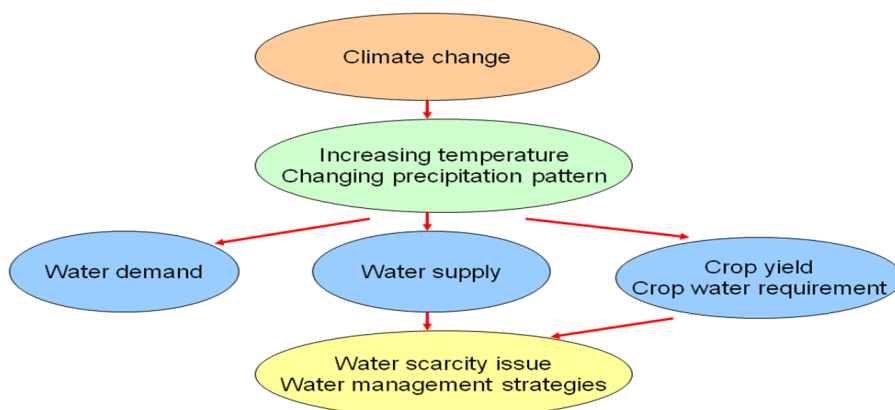 Climate change
Increasing temperature
Changing precipitation pattern
Water demand
Water supply
Crop yield
Crop water requirement
Water scarcity issue
Water management strategies